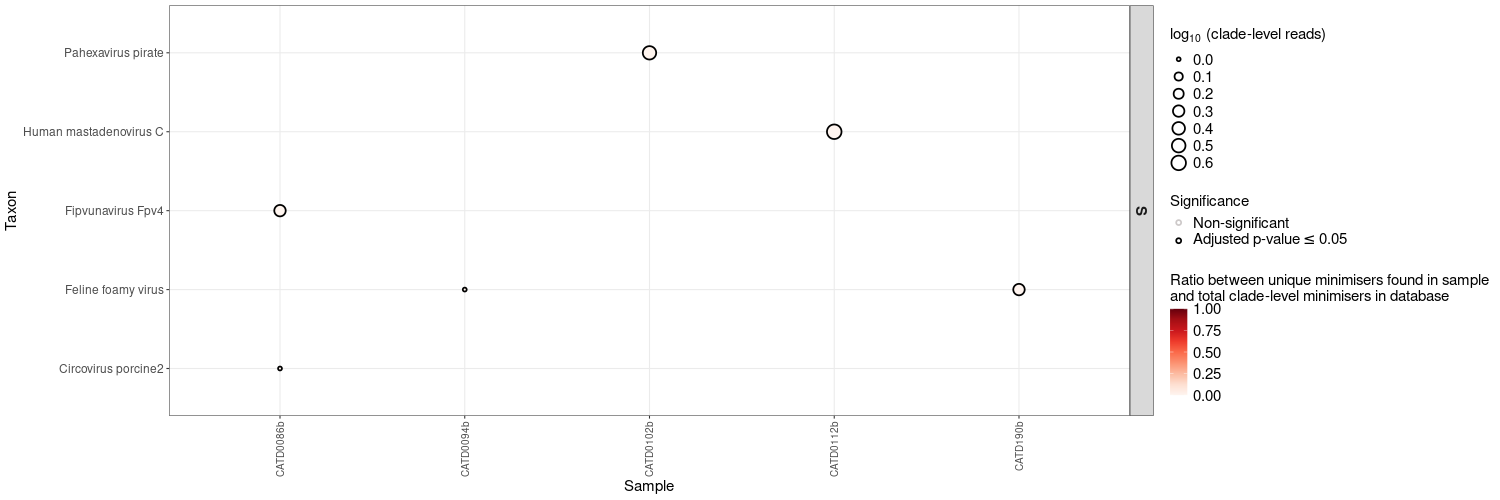 Pahexavirus pirate
Human mastadenovirus C
Fipvunavirus Fpv4
Feline foamy virus
Circovirus porcine2
Taxon
S
CATD0086b
CATD0094b
CATD0102b
CATD0112b
CATD190b
Sample
log10 (clade-level reads)
0.0
0.1
0.2
0.3
0.4
0.5
0.6
Significance
Non-significant
Adjusted p-value ≤ 0.05
Ratio between unique minimisers found in sample
and total clade-level minimisers in database
1.00
0.75
0.50
0.25
0.00